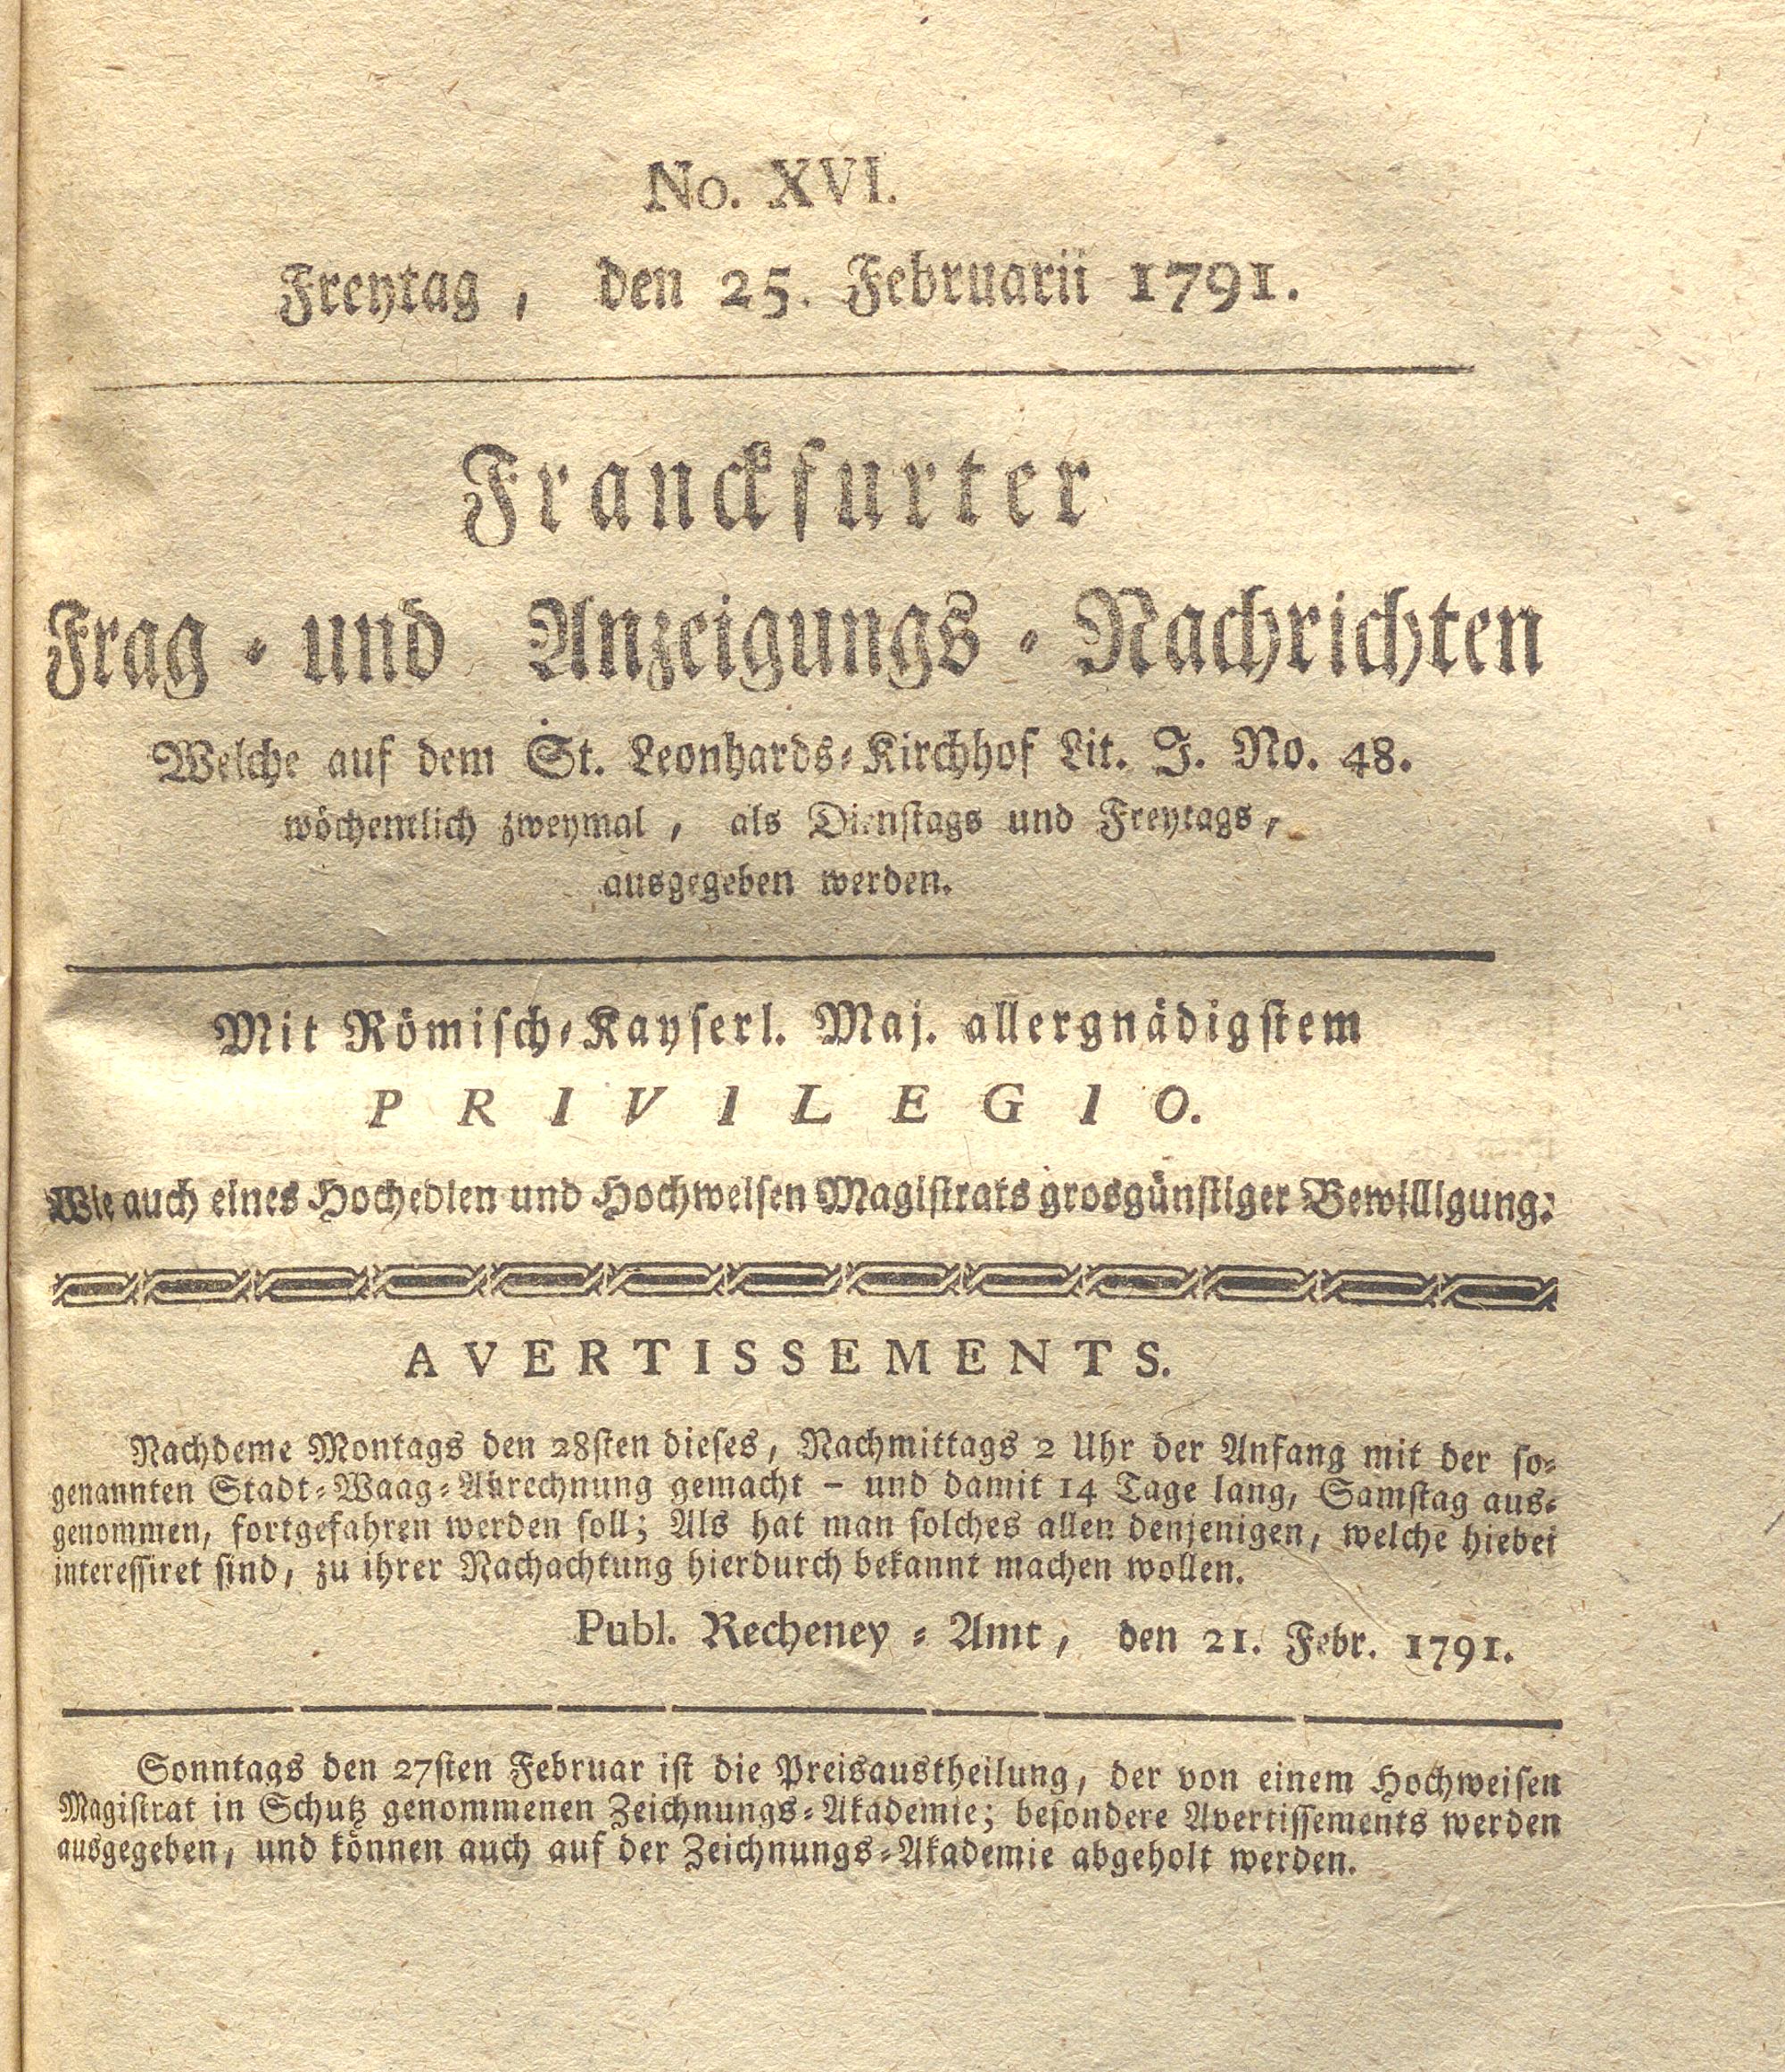 No. XVI.
Freytag, den 25. Februarii 1791.
Franckfurter
Frag- und Anzeigungs-Nachrichten
Welche auf dem St. Leonhards-Kirchhof Lit. J. No. 48.
wöchentlich zweymal, als Dienstags und Freytags,
ausgegeben werden.
Mit Römisch-Kayserl. Maj. allergnädigstem
PRIVILEGIO.
Wie auch eines Hochedlen und Hochweisen Magistrats grosgünstiger Bewilligung.
AVERTISSEMENTS.
Nachdeme Montags den 28sten dieses, Nachmittags 2 Uhr der Anfang mit der so-
genannten Stadt-Waag-Abrechnung gemacht – und damit 14 Tage lang, Samstag aus-
genommen, fortgefahren werden soll; Als hat man solches allen denjenigen, welche hiebei
interessiret sind, zu ihrer Nachachtung hierdurch bekannt machen wollen.
Publ. Recheney-Amt, den 21. Febr. 1791.
Sonntags den 27sten Februar ist die Preisaustheilung, der von einem Hochweisen
Magistrat in Schutz genommenen Zeichnungs-Akademie; besondere Avertissements werden
ausgegeben, und können auch auf der Zeichnungs-Akademie abgeholt werden.